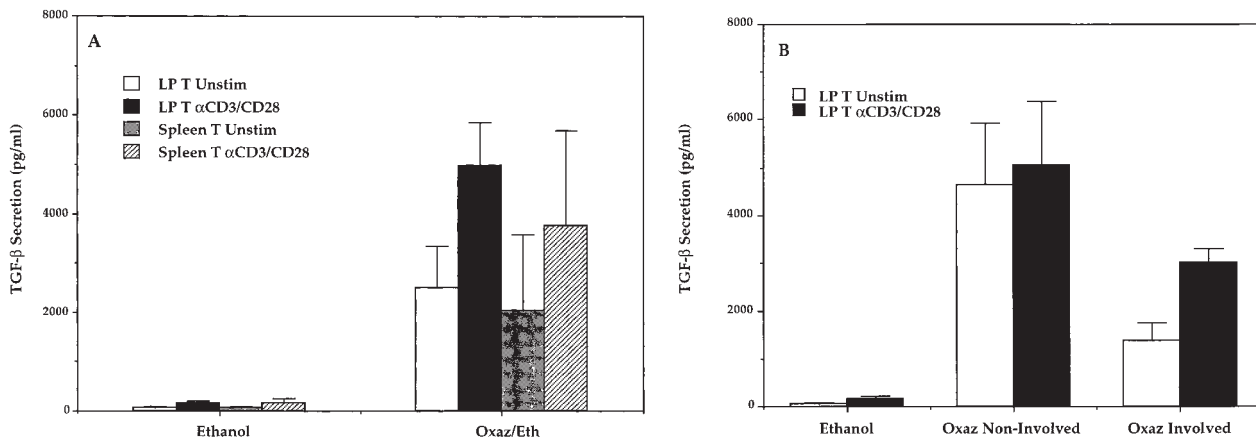 A
8000
6000
4000
2000
0
TGF-β Secretion (pg/ml)
LP T Unstim
LP T αCD3/CD28
Spleen T Unstim
Spleen T αCD3/CD28
Ethanol
Oxaz/Eth
B
8000
6000
4000
2000
0
TGF-β Secretion (pg/ml)
LP T Unstim
LP T αCD3/CD28
Ethanol
Oxaz Non-Involved
Oxaz Involved